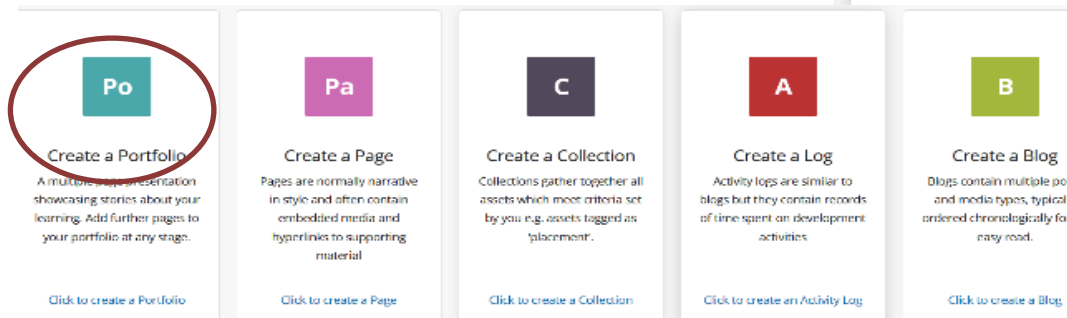 Po
Create a Portfolio
A multiple page presentation
showcasing stories about your
learning. Add further pages to
your portfolio at any stage.
Click to create a Portfolio
Pa
Create a Page
Pages are normally narrative
in style and often contain
embedded media and
hyperlinks to supporting
material
Click to create a Page
C
Create a Collection
Collections gather together all
assets which meet criteria set
by you e.g. assets tagged as
'placement'.
Click to create a Collection
A
Create a Log
Activity logs are similar to
blogs but they contain records
of time spent on development
activities
Click to create an Activity Log
B
Create a Blog
Blogs contain multiple po
and media types, typical
ordered chronologically fo
easy read.
Click to create a Blog